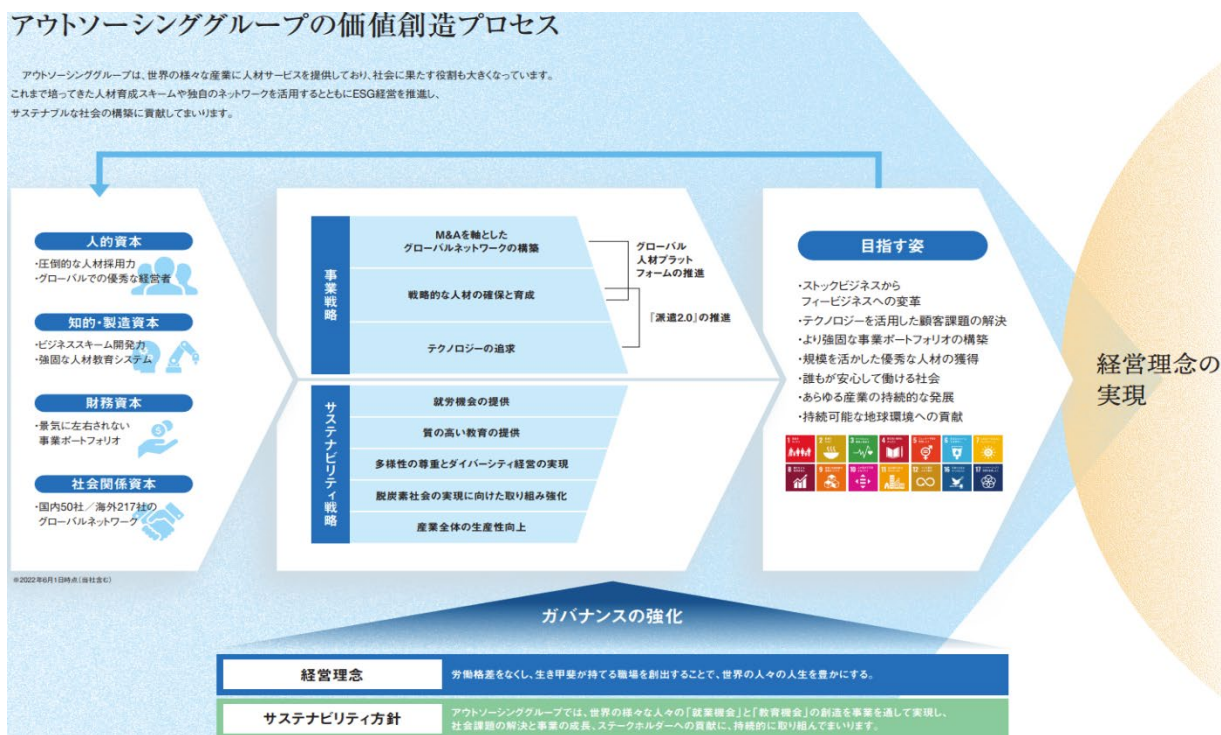 アウトソーシンググループの価値創造プロセス
アウトソーシンググループは、世界の様々な産業に人材サービスを提供しており、社会に果たす役割も大きくなっています。
これまで培ってきた人材育成スキームや独自のネットワークを活用するとともにESG経営を推進し、
サステナブルな社会の構築に貢献してまいります。
人的資本
・圧倒的な人材採用力
・グローバルでの優秀な経営者
知的・製造資本
・ビジネススキーム開発力
・強固な人材教育システム
財務資本
・景気に左右されない
事業ポートフォリオ
社会関係資本
・国内50社／海外217社の
グローバルネットワーク
※2022年6月1日時点（当社含む）
事業戦略
M&Aを軸とした
グローバルネットワークの構築
戦略的な人材の確保と育成
テクノロジーの追求
グローバル
人材プラット
フォームの推進
『派遣2.0』の推進
サステナビリティ戦略
就労機会の提供
質の高い教育の提供
多様性の尊重とダイバーシティ経営の実現
脱炭素社会の実現に向けた取り組み強化
産業全体の生産性向上
目指す姿
・ストックビジネスから
フィービジネスへの変革
・テクノロジーを活用した顧客課題の解決
・より強固な事業ポートフォリオの構築
・規模を活かした優秀な人材の獲得
・誰もが安心して働ける社会
・あらゆる産業の持続的な発展
・持続可能な地球環境への貢献
1 2 3 4 5 6 7
8 9 10 11 12 16 17
経営理念の
実現
ガバナンスの強化
経営理念
労働格差をなくし、生き甲斐が持てる職場を創出することで、世界の人々の人生を豊かにする。
サステナビリティ方針
アウトソーシンググループでは、世界の様々な人々の「就業機会」と「教育機会」の創造を事業を通して実現し、
社会課題の解決と事業の成長、ステークホルダーへの貢献に、持続的に取り組んでまいります。